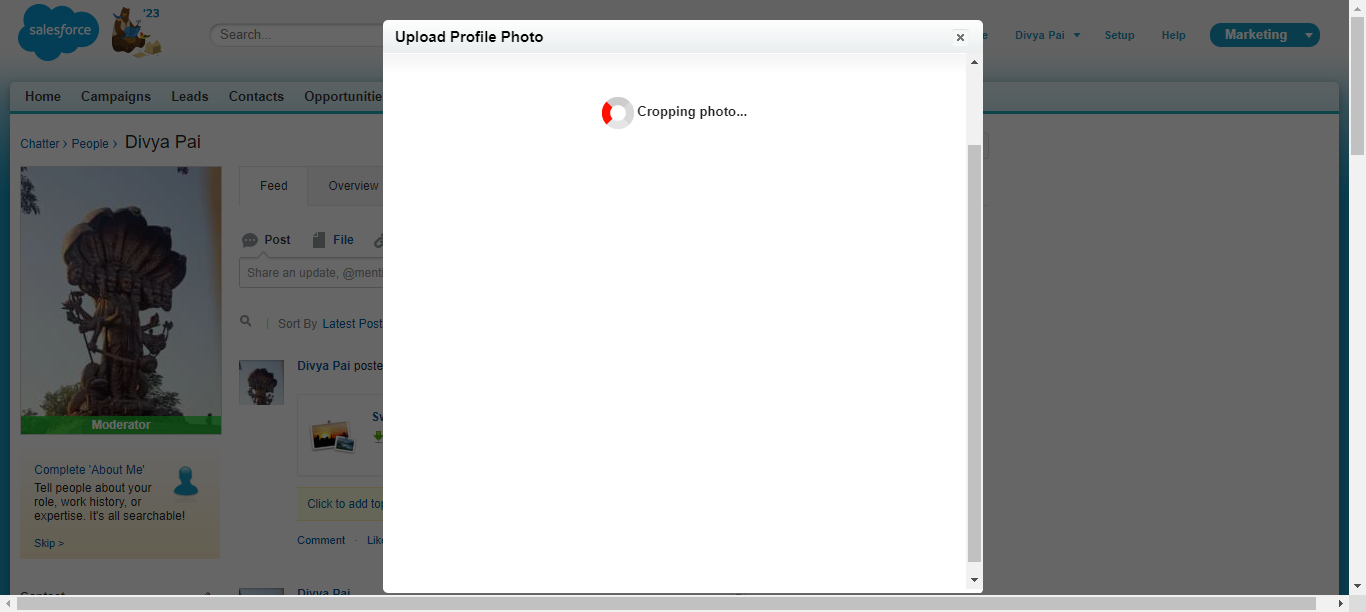 salesforce
'23
Search...
Upload Profile Photo
Divya Pai
Setup
Help
Marketing
Home
Campaigns
Leads
Contacts
Opportunities
Cropping photo...
Chatter › People › Divya Pai
Moderator
Feed
Overview
Post
File
Share an update, @menti
Sort By Latest Post
Divya Pai poste
Click to add top
Comment · Like
Complete 'About Me'
Tell people about your
role, work history, or
expertise. It's all searchable!
Skip >
Contact
Divya Pai